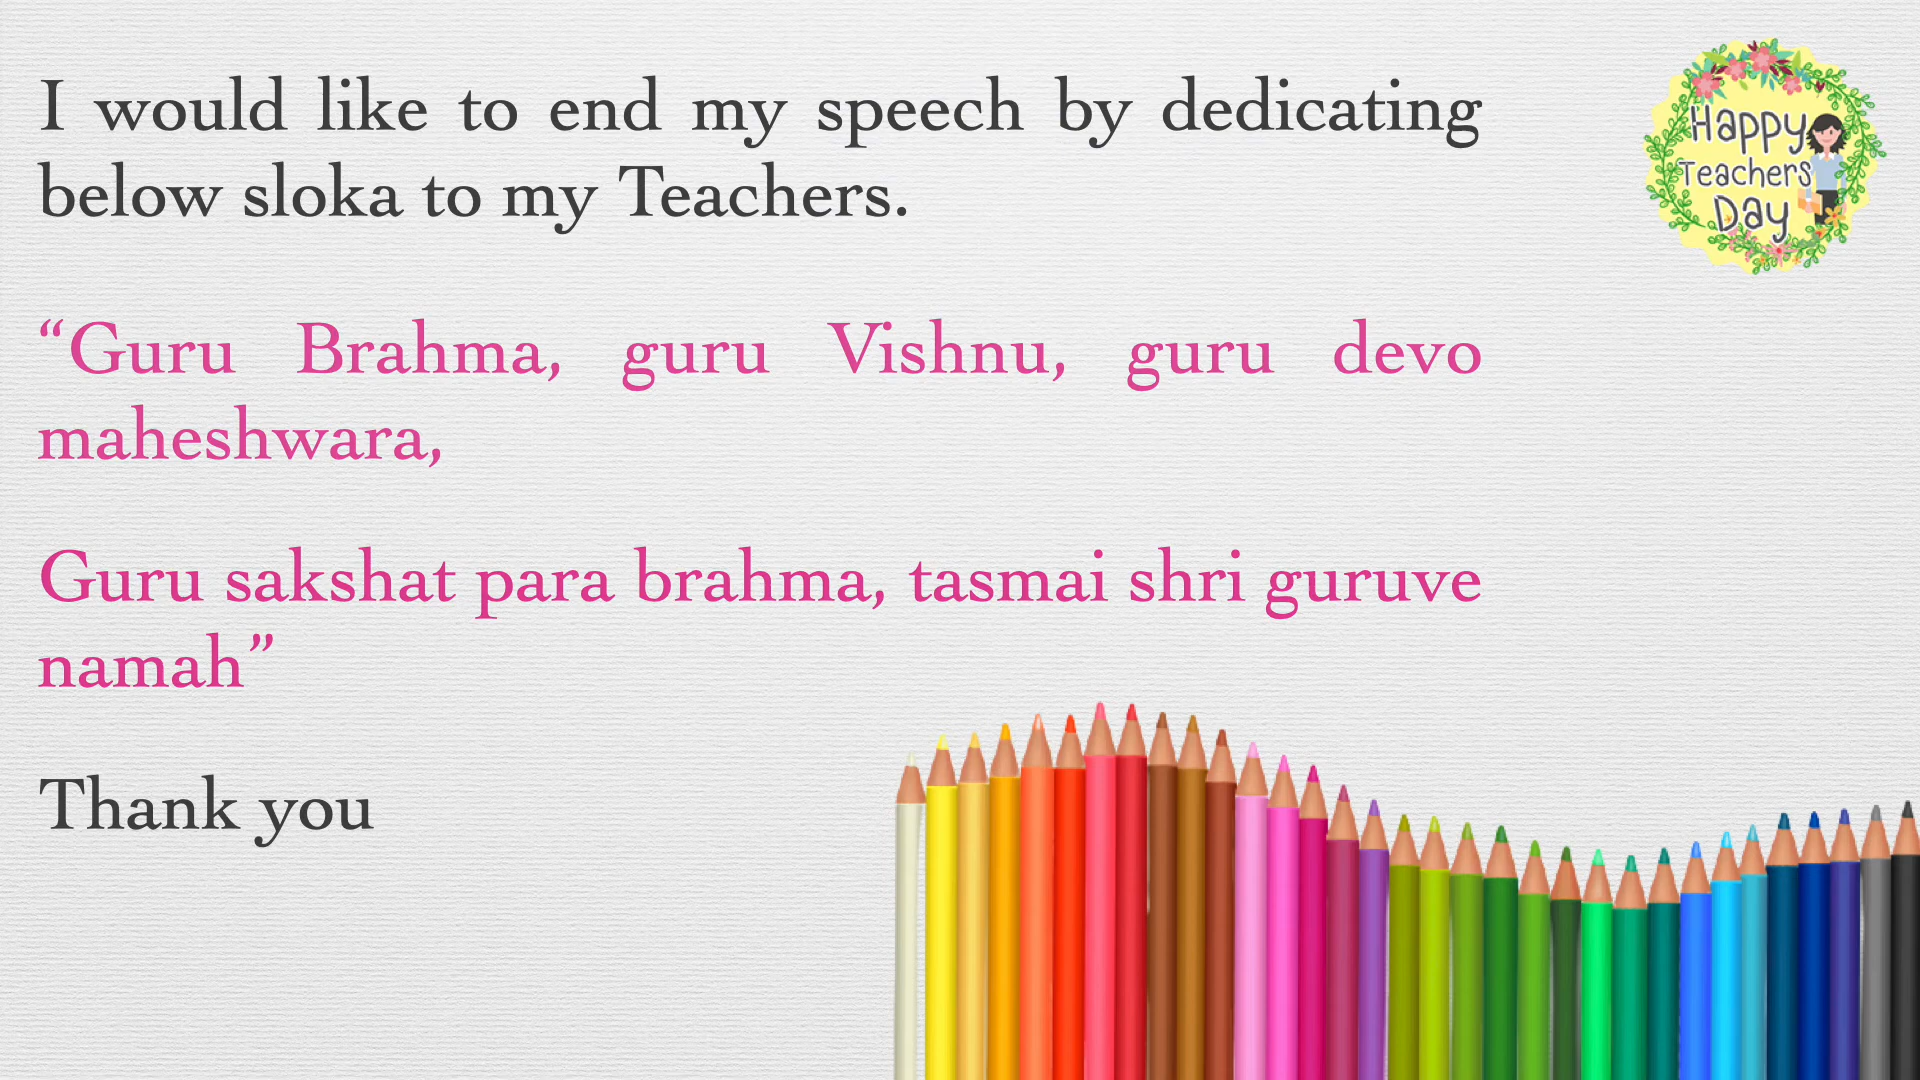 I would like to end my speech by dedicating
below sloka to my Teachers.
“Guru Brahma, guru Vishnu, guru devo
maheshwara,
Guru sakshat para brahma, tasmai shri guruve
namah”
Thank you
Happy
Teachers
Day